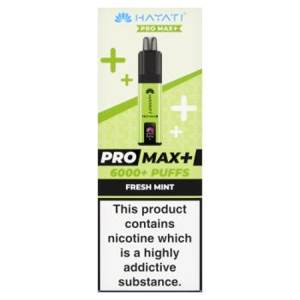 HAYATI
PRO MAX+
PRO MAX+
6000+ PUFFS
FRESH MINT
This product
contains
nicotine which
is a highly
addictive
substance.